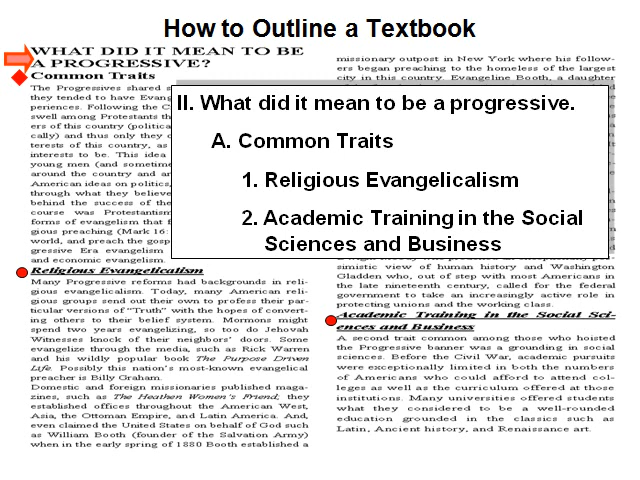 How to Outline a Textbook
WHAT DID IT MEAN TO BE
A PROGRESSIVE?
Common Traits
The Progressives shared s
they tended to have Evang
periences. Following the C
swell among Protestants th
ers of this country (politica
cally) and thus only they c
terests of this country, as
interests to be. This idea
young men (and sometime
around the country and ar
American ideas on politics,
through what they believe
behind the success of the
course was Protestantism
forms of evangelism that f
gious preaching (Mark 16:
world, and preach the gosp
gressive Era evangelism
and economic evangelism.
Religious Evangelicalism
Many Progressive reforms had backgrounds in reli-
gious evangelicalism. Today, many American reli-
gious groups send out their own to profess their par-
ticular versions of "Truth" with the hopes of convert-
ing others to their belief system. Mormons might
spend two years evangelizing, so too do Jehovah
Witnesses knock of their neighbors' doors. Some
evangelize through the media, such as Rick Warren
and his wildly popular book The Purpose Driven
Life. Possibly this nation's most-known evangelical
preacher is Billy Graham.
Domestic and foreign missionaries published maga-
zines, such as The Heathen Women's Friend; they
established offices throughout the American West,
Asia, the Ottoman Empire, and Latin America. And,
even claimed the United States on behalf of God such
as William Booth (founder of the Salvation Army)
when in the early spring of 1880 Booth established a
missionary outpost in New York where his follow-
ers began preaching to the homeless of the largest
city in this country. Evangeline Booth, a daughter
II. What did it mean to be a progressive.
A. Common Traits
1. Religious Evangelicalism
2. Academic Training in the Social
Sciences and Business
simistic view of human history and Washington
Gladden who, out of step with most Americans in
the late nineteenth century, called for the federal
government to take an increasingly active role in
protecting unions and the working class.
Academic Training in the Social Sci-
ences and Business
A second trait common among those who hoisted
the Progressive banner was a grounding in social
sciences. Before the Civil War, academic pursuits
were exceptionally limited in both the numbers
of Americans who could afford to attend col-
leges as well as the curriculum offered at those
institutions. Many universities offered students
what they considered to be a well-rounded
education grounded in the classics such as
Latin, Ancient history, and Renaissance art.